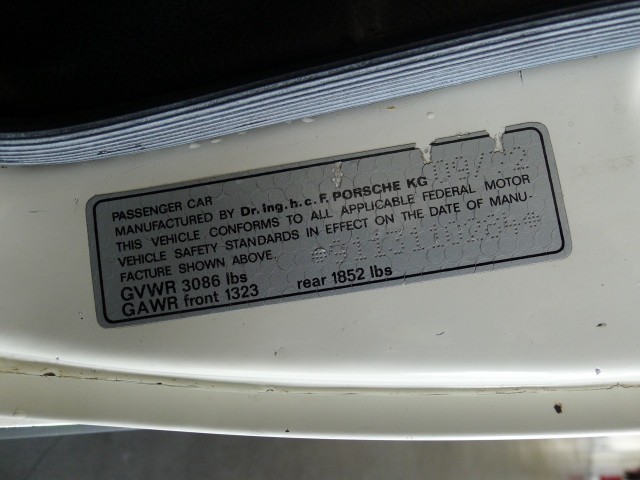 PASSENGER CAR
MANUFACTURED BY Dr. ing. h. c. F. PORSCHE KG
THIS VEHICLE CONFORMS TO ALL APPLICABLE FEDERAL MOTOR
VEHICLE SAFETY STANDARDS IN EFFECT ON THE DATE OF MANU-
FACTURE SHOWN ABOVE.
GVWR 3086 lbs
GAWR front 1323 rear 1852 lbs